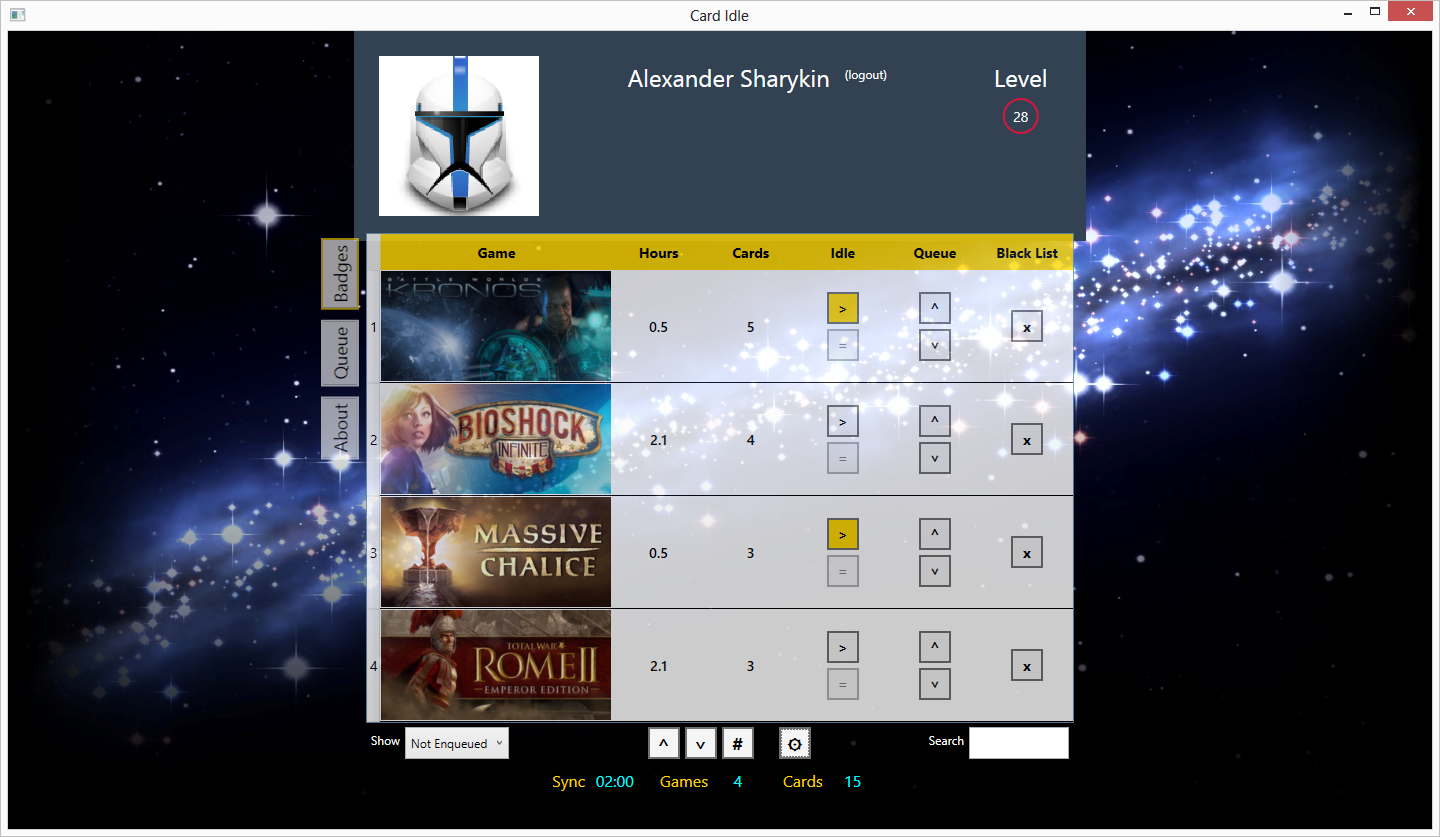 Card Idle
Alexander Sharykin (logout) Level
28
Badges
Queue
About
Game Hours Cards Idle Queue Black List
1 BATTLE WORLDS KRONOS 0.5 5 > ^ x
= v
2 BIOSHOCK INFINITE 2.1 4 > ^ x
= v
3 MASSIVE CHALICE 0.5 3 > ^ x
= v
4 TOTAL WAR ROME II EMPEROR EDITION 2.1 3 > ^ x
= v
Show Not Enqueued ^ v # Search
Sync 02:00 Games 4 Cards 15